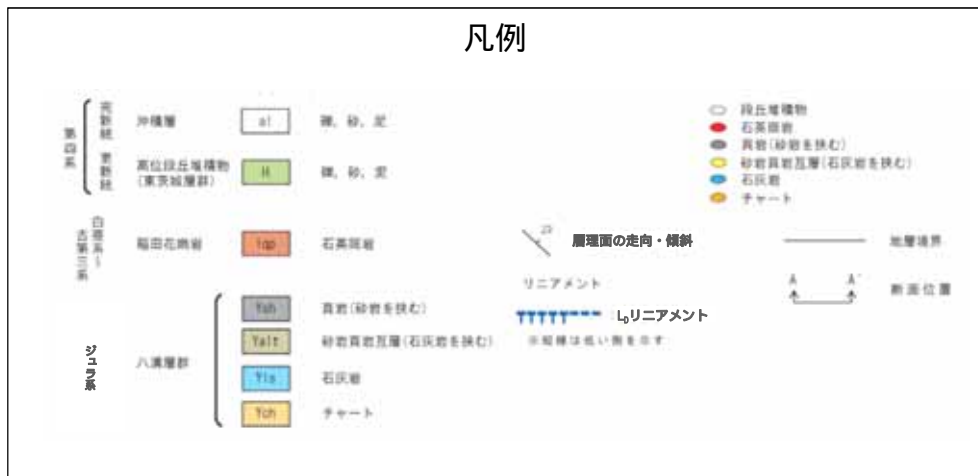 凡例
第四系
完新統
更新統
沖積層 al 礫、砂、泥
高位段丘堆積物
(東茨城層群)
H 礫、砂、泥
白亜系~
古第三系
稲田花崗岩 Iqp 石英斑岩
ジュラ系
八溝層群
Ysh 頁岩(砂岩を挟む)
Yalt 砂岩頁岩互層(石灰岩を挟む)
Yls 石灰岩
Ych チャート
層理面の走向・傾斜
リニアメント
LDリニアメント
※短線は低い側を示す
段丘堆積物
石英斑岩
頁岩(砂岩を挟む)
砂岩頁岩互層(石灰岩を挟む)
石灰岩
チャート
地層境界
A A' 断面位置